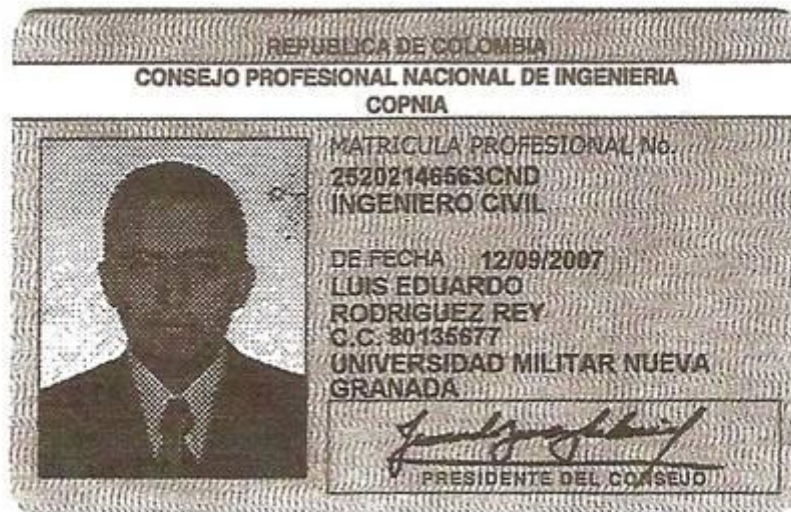 REPUBLICA DE COLOMBIA
CONSEJO PROFESIONAL NACIONAL DE INGENIERIA
COPNIA
MATRICULA PROFESIONAL No.
25202146563CND
INGENIERO CIVIL
DE FECHA 12/09/2007
LUIS EDUARDO
RODRIGUEZ REY
C.C. 80135677
UNIVERSIDAD MILITAR NUEVA
GRANADA
PRESIDENTE DEL CONSEJO